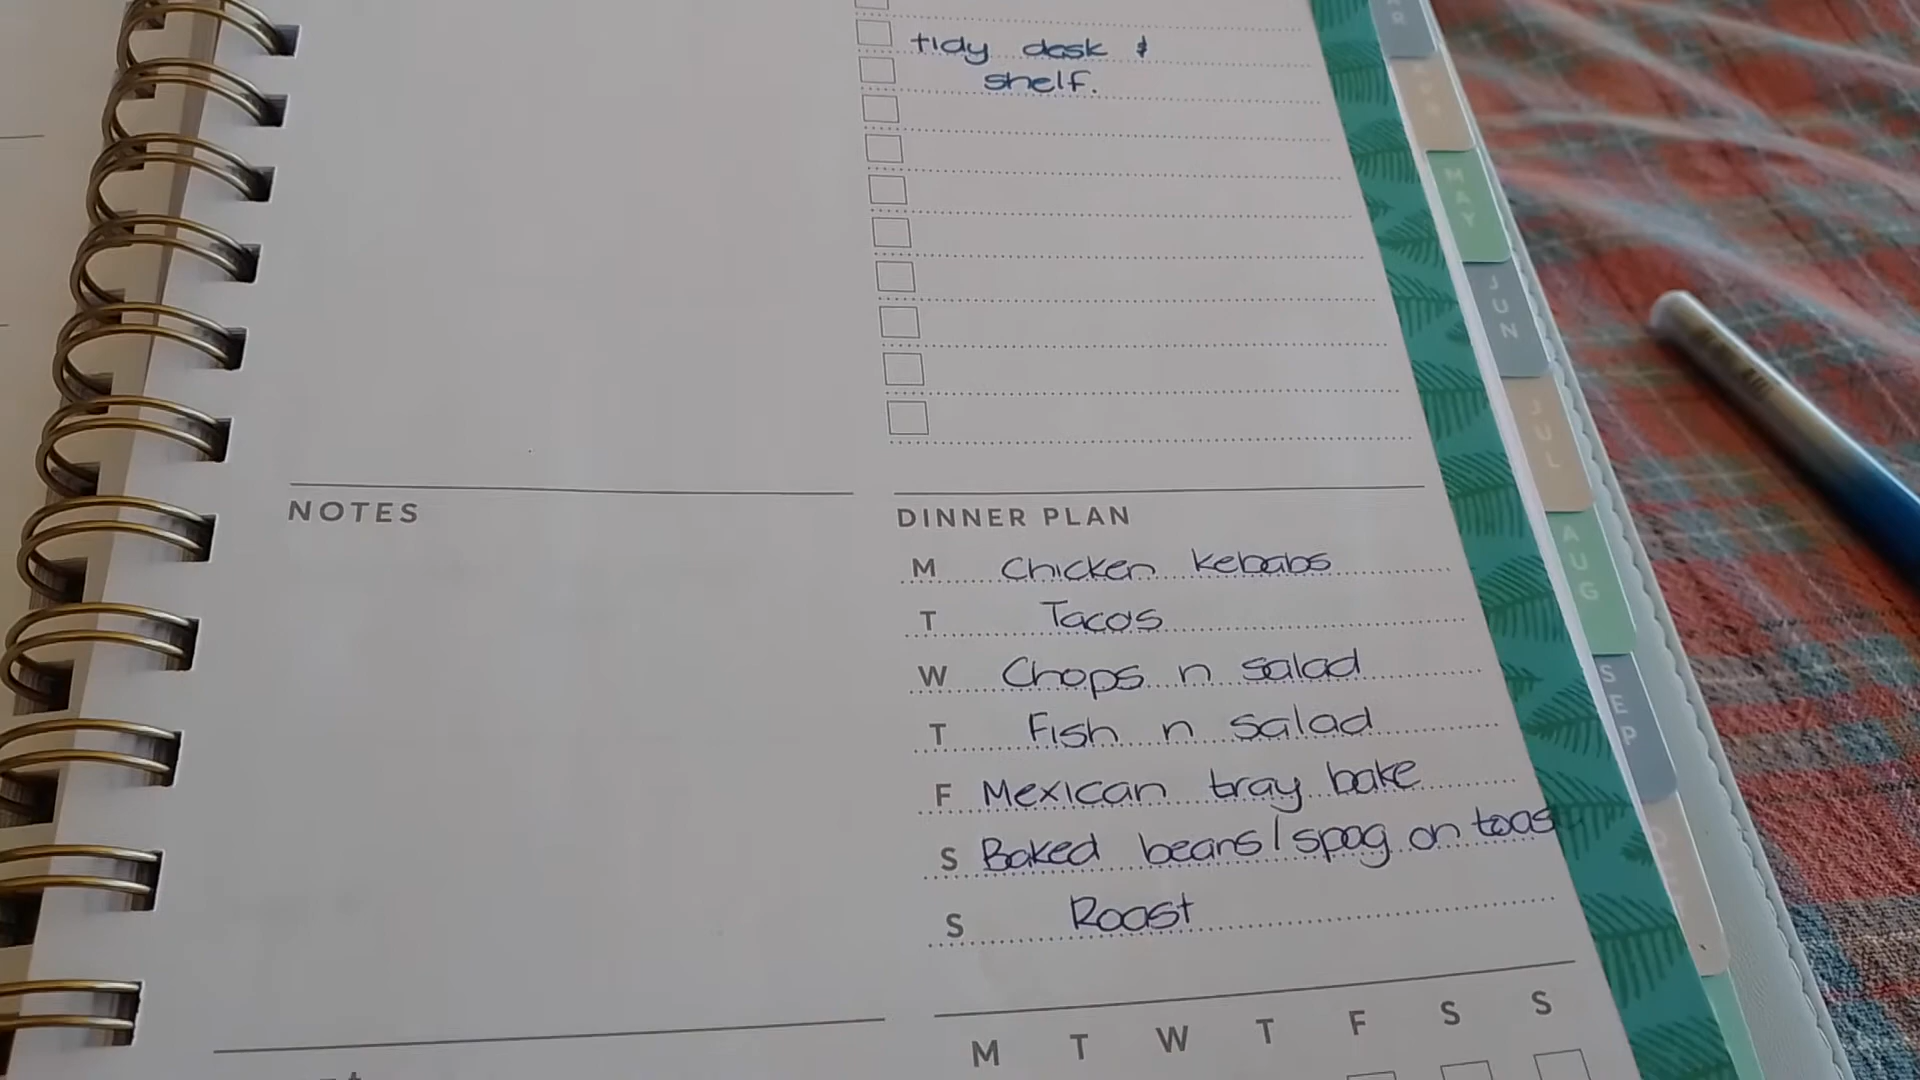 tidy desk &
shelf.
NOTES
DINNER PLAN
M Chicken kebabs
T Tacos
W Chops n salad
T Fish n salad
F Mexican tray bake
S Baked beans / spag on toas
S Roast
M T W T F S S
MAY
JUN
JUL
AUG
SEP